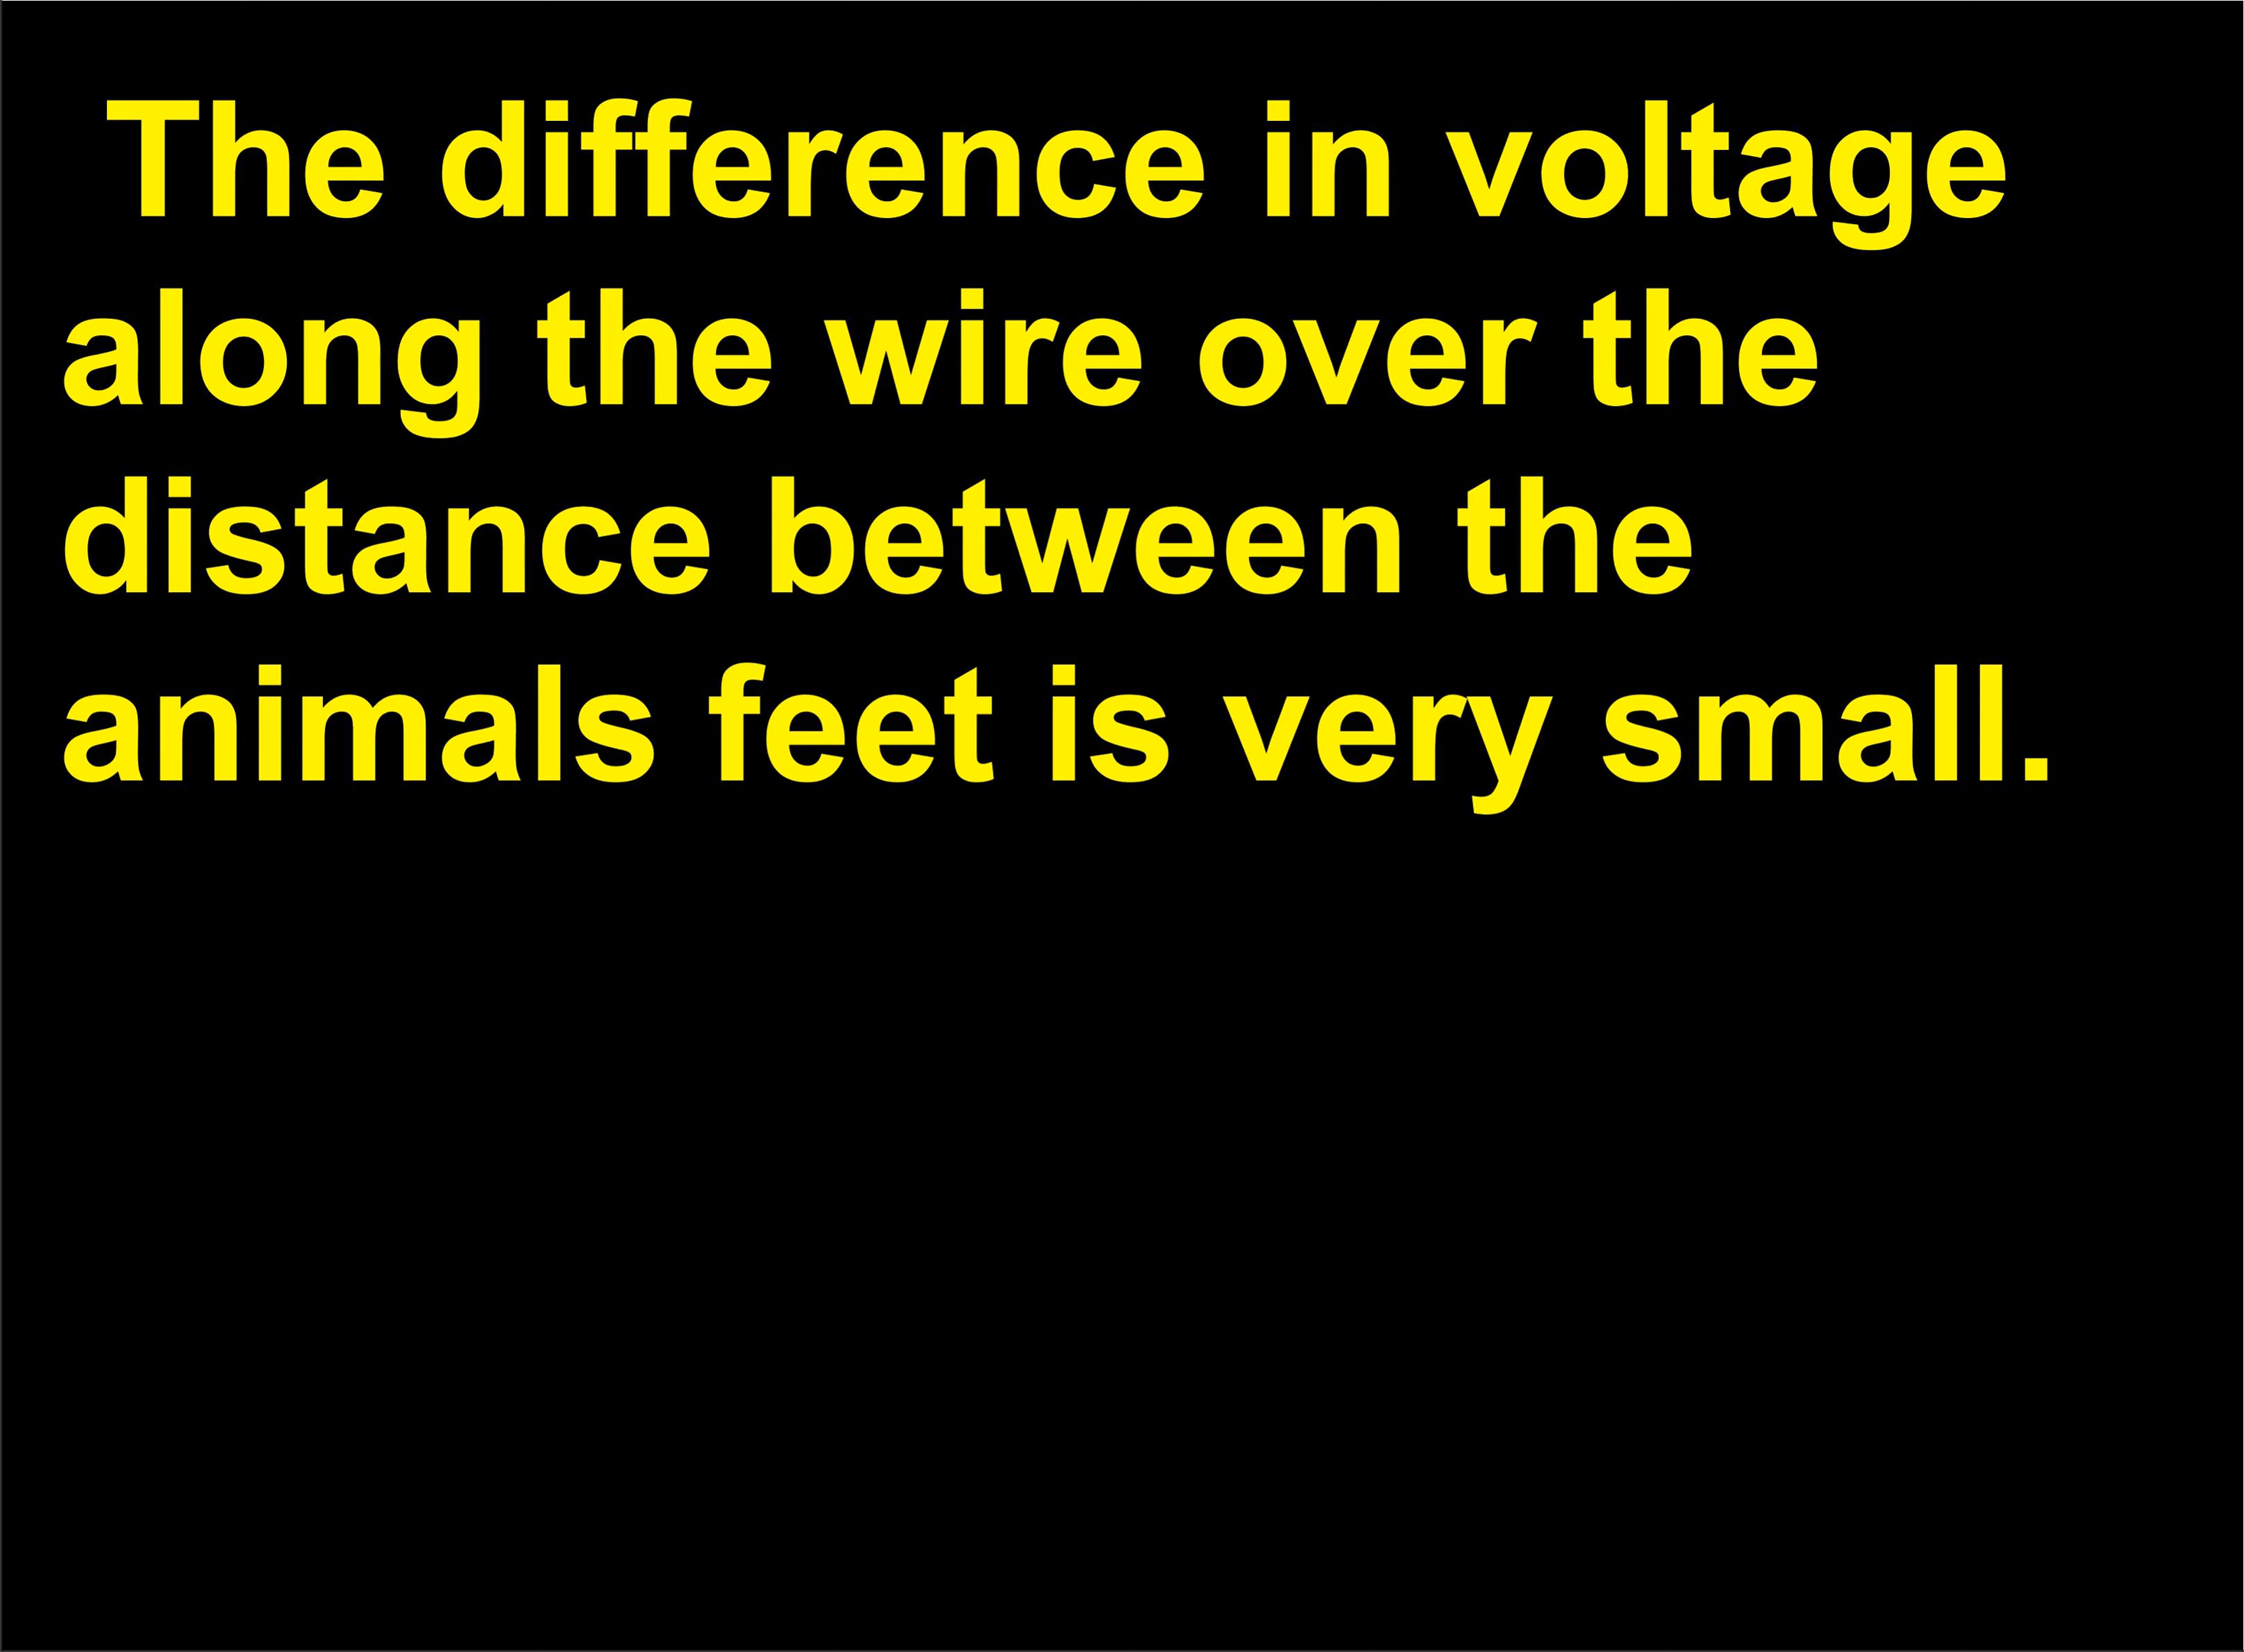 The difference in voltage
along the wire over the
distance between the
animals feet is very small.